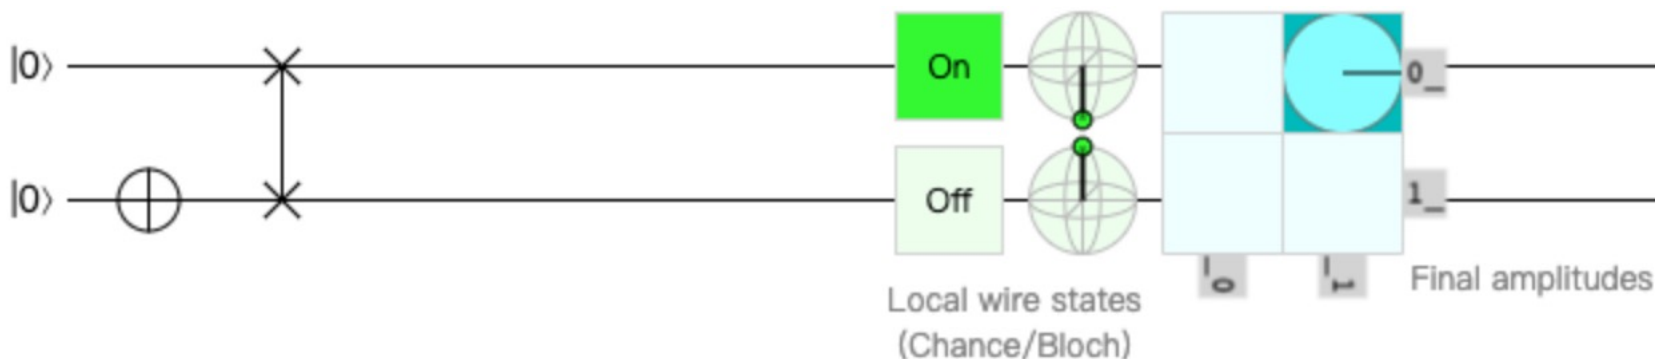 |0⟩
On
0_
|0⟩
Off
1_
_0
_1
Final amplitudes
Local wire states
(Chance/Bloch)